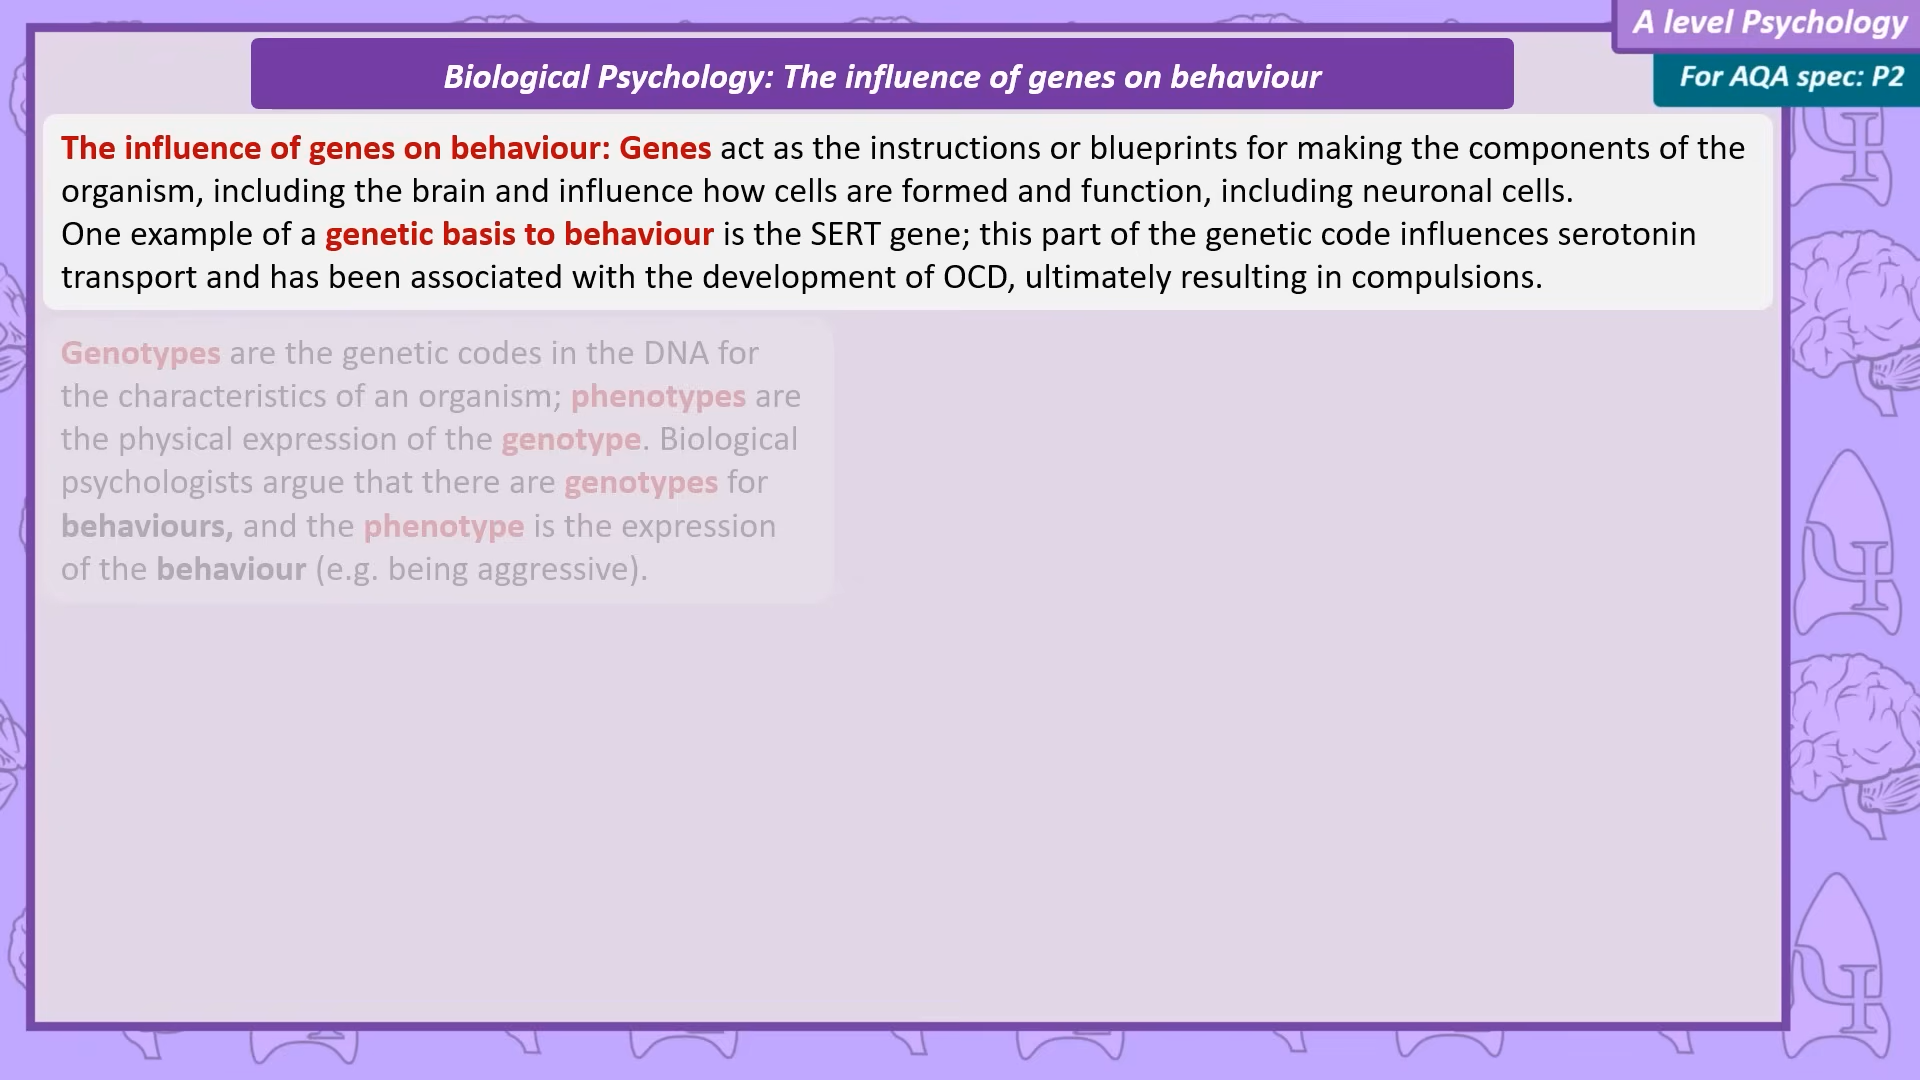 A level Psychology
For AQA spec: P2
Biological Psychology: The influence of genes on behaviour
The influence of genes on behaviour: Genes act as the instructions or blueprints for making the components of the
organism, including the brain and influence how cells are formed and function, including neuronal cells.
One example of a genetic basis to behaviour is the SERT gene; this part of the genetic code influences serotonin
transport and has been associated with the development of OCD, ultimately resulting in compulsions.
Genotypes are the genetic codes in the DNA for
the characteristics of an organism; phenotypes are
the physical expression of the genotype. Biological
psychologists argue that there are genotypes for
behaviours, and the phenotype is the expression
of the behaviour (e.g. being aggressive).